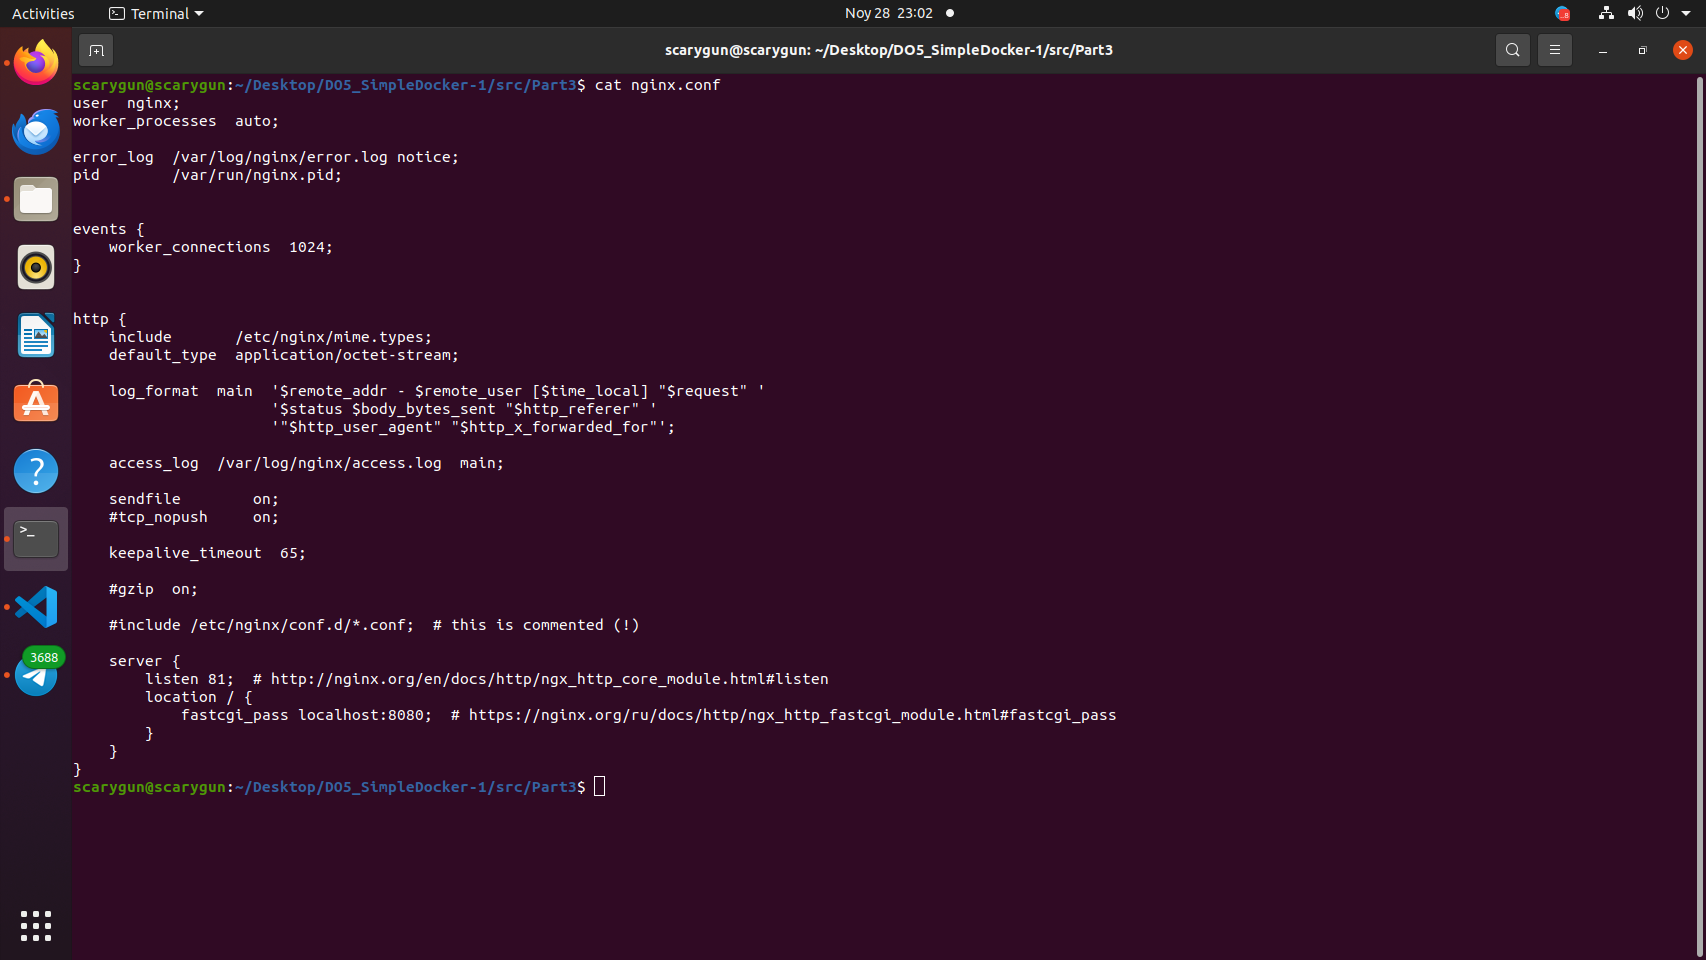 Activities
Terminal
Noy 28  23:02
scarygun@scarygun: ~/Desktop/DO5_SimpleDocker-1/src/Part3
scarygun@scarygun:~/Desktop/DO5_SimpleDocker-1/src/Part3$ cat nginx.conf
user  nginx;
worker_processes  auto;
error_log  /var/log/nginx/error.log notice;
pid        /var/run/nginx.pid;
events {
    worker_connections  1024;
}
http {
    include       /etc/nginx/mime.types;
    default_type  application/octet-stream;
    log_format  main  '$remote_addr - $remote_user [$time_local] "$request" '
                      '$status $body_bytes_sent "$http_referer" '
                      '"$http_user_agent" "$http_x_forwarded_for"';
    access_log  /var/log/nginx/access.log  main;
    sendfile        on;
    #tcp_nopush     on;
    keepalive_timeout  65;
    #gzip  on;
    #include /etc/nginx/conf.d/*.conf;  # this is commented (!)
    server {
        listen 81;  # http://nginx.org/en/docs/http/ngx_http_core_module.html#listen
        location / {
            fastcgi_pass localhost:8080;  # https://nginx.org/ru/docs/http/ngx_http_fastcgi_module.html#fastcgi_pass
        }
    }
}
scarygun@scarygun:~/Desktop/DO5_SimpleDocker-1/src/Part3$
3688